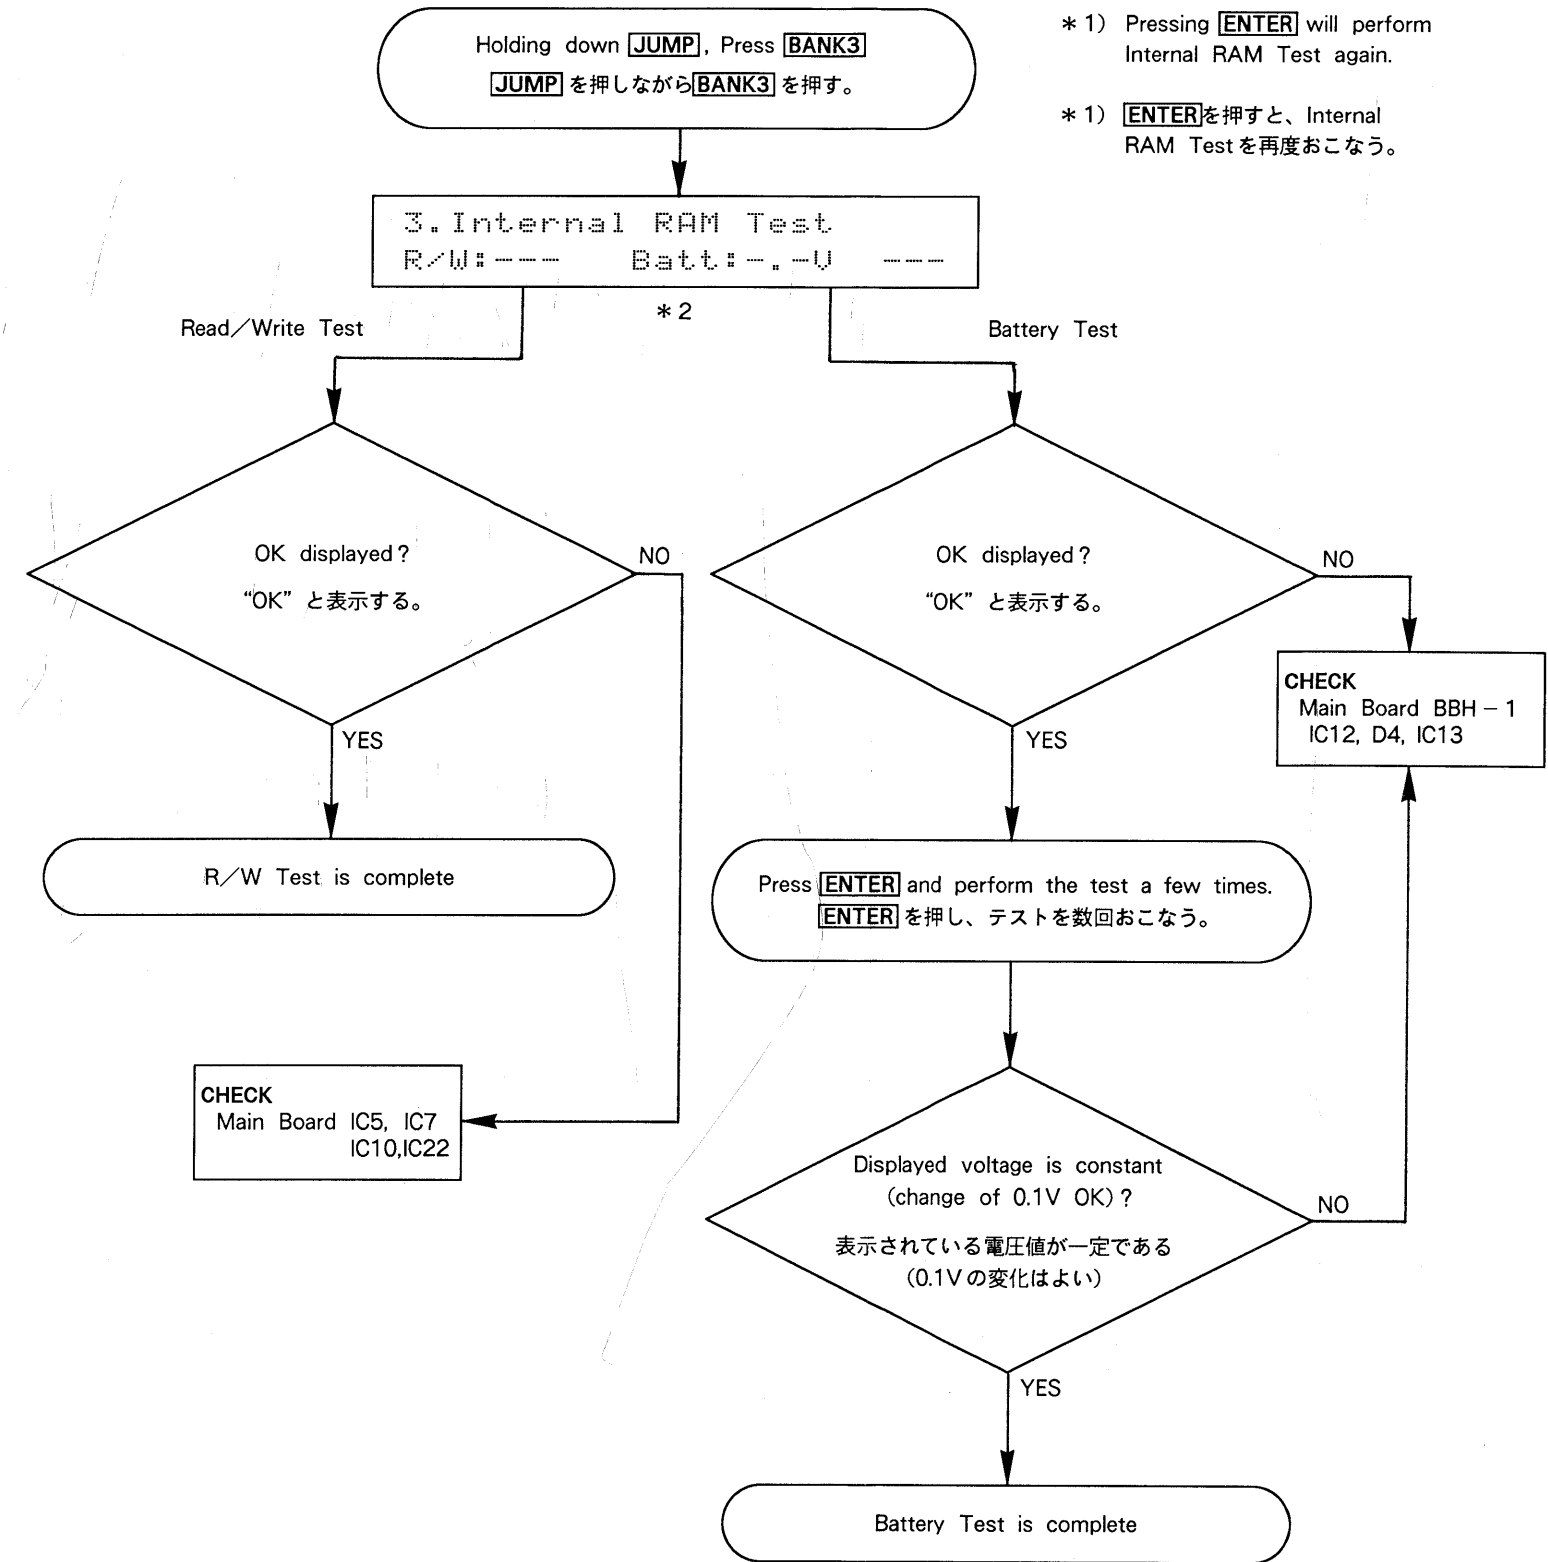 Holding down JUMP, Press BANK3
JUMP を押しながらBANK3 を押す。
＊1) Pressing ENTER will perform
Internal RAM Test again.
＊1) ENTERを押すと、Internal
RAM Testを再度おこなう。
3.Internal RAM Test
R/W:--- Batt:-.-V ---
＊2
Read／Write Test
Battery Test
OK displayed?
“OK” と表示する。
NO
YES
OK displayed?
“OK” と表示する。
NO
YES
CHECK
Main Board BBH－1
IC12, D4, IC13
R／W Test is complete
Press ENTER and perform the test a few times.
ENTER を押し、テストを数回おこなう。
CHECK
Main Board IC5, IC7
IC10,IC22
Displayed voltage is constant
(change of 0.1V OK)?
表示されている電圧値が一定である
(0.1Vの変化はよい)
NO
YES
Battery Test is complete